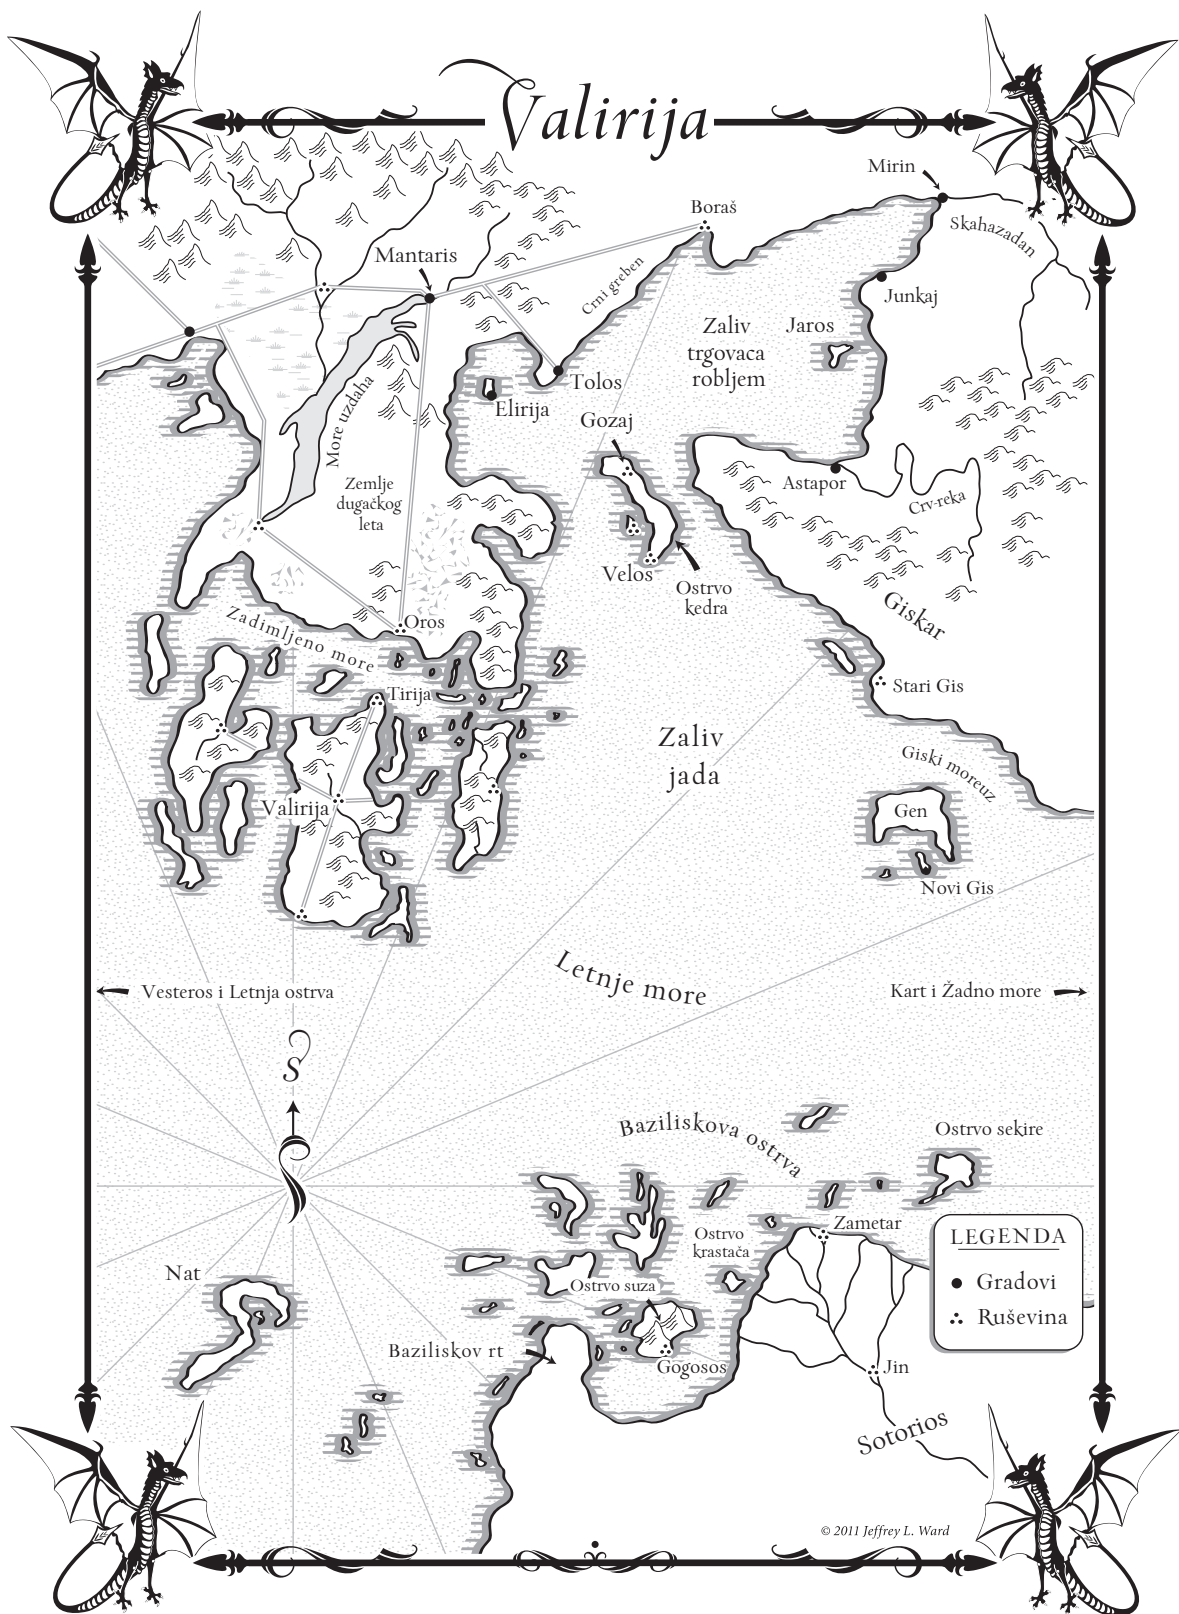 Valirija
Mirin
Boraš
Skahazadan
Mantaris
Crni greben
Junkaj
Zaliv
trgovaca
robljem
Jaros
Tolos
Elirija
More uzdaha
Gozaj
Zemlje
dugačkog
leta
Astapor
Crv-reka
Velos
Ostrvo
kedra
Giskar
Zadimljeno more
Oros
Tirija
Stari Gis
Zaliv
jada
Giski moreuz
Valirija
Gen
Novi Gis
Letnje more
Vesteros i Letnja ostrva
Kart i Žadno more
S
Baziliskova ostrva
Ostrvo sekire
Zametar
Ostrvo
krastača
LEGENDA
Gradovi
Ruševina
Nat
Ostrvo suza
Baziliskov rt
Gogosos
Jin
Sotorios
© 2011 Jeffrey L. Ward